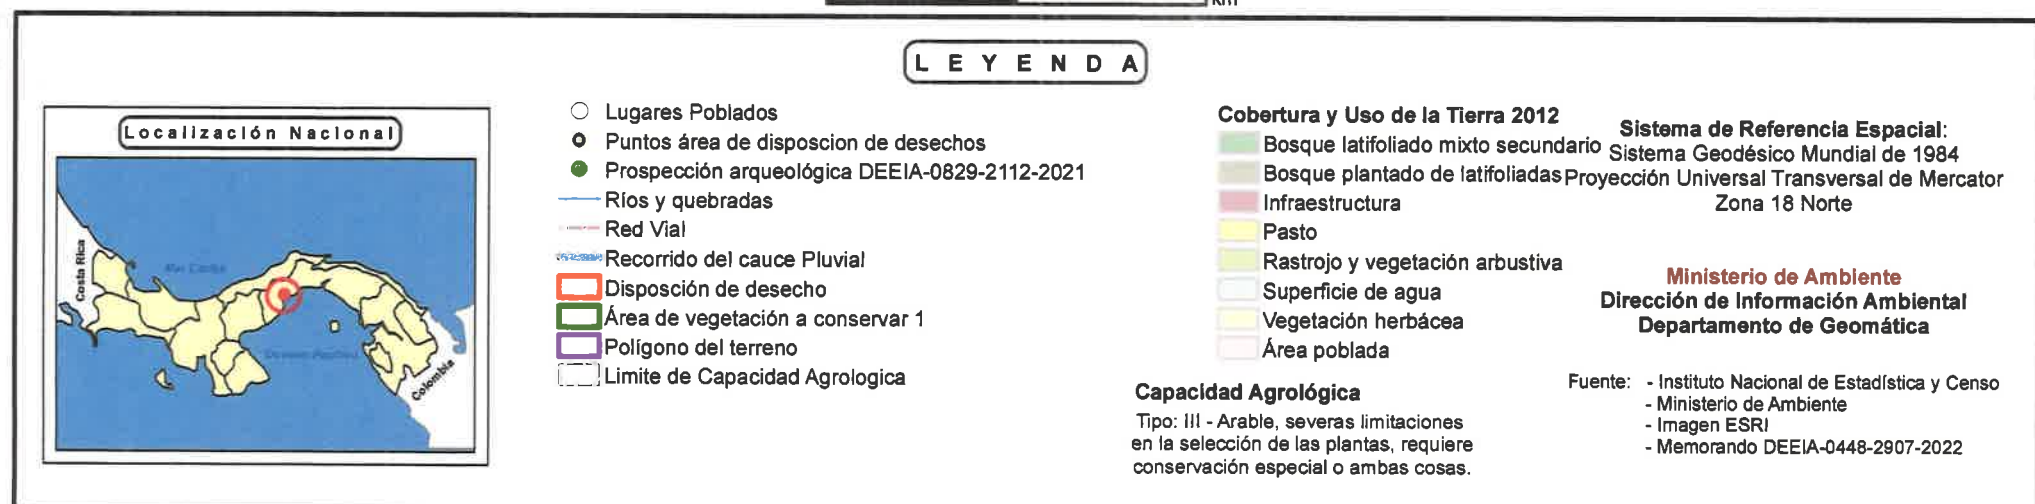 Km
L E Y E N D A
Localización Nacional
Costa Rica
Mar Caribe
Océano Pacífico
Colombia
Lugares Poblados
Puntos área de disposcion de desechos
Prospección arqueológica DEEIA-0829-2112-2021
Ríos y quebradas
Red Vial
Recorrido del cauce Pluvial
Disposción de desecho
Área de vegetación a conservar 1
Polígono del terreno
Limite de Capacidad Agrologica
Cobertura y Uso de la Tierra 2012
Bosque latifoliado mixto secundario
Bosque plantado de latifoliadas
Infraestructura
Pasto
Rastrojo y vegetación arbustiva
Superficie de agua
Vegetación herbácea
Área poblada
Capacidad Agrológica
Tipo: III - Arable, severas limitaciones
en la selección de las plantas, requiere
conservación especial o ambas cosas.
Sistema de Referencia Espacial:
Sistema Geodésico Mundial de 1984
Proyección Universal Transversal de Mercator
Zona 18 Norte
Ministerio de Ambiente
Dirección de Información Ambiental
Departamento de Geomática
Fuente: - Instituto Nacional de Estadística y Censo
- Ministerio de Ambiente
- Imagen ESRI
- Memorando DEEIA-0448-2907-2022